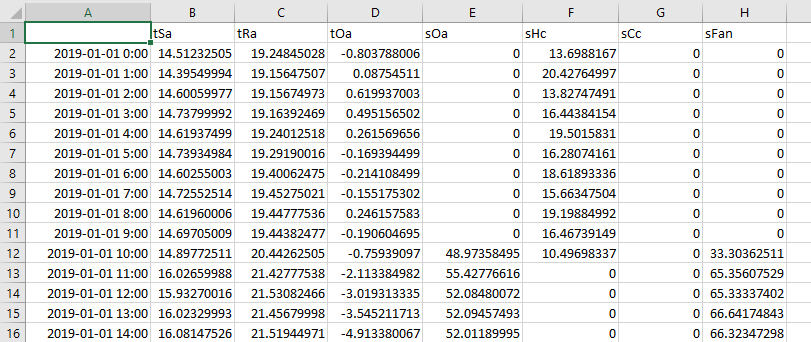 A B C D E F G H
1 tSa tRa tOa sOa sHc sCc sFan
2 2019-01-01 0:00 14.51232505 19.24845028 -0.803788006 0 13.6988167 0 0
3 2019-01-01 1:00 14.39549994 19.15647507 0.08754511 0 20.42764997 0 0
4 2019-01-01 2:00 14.60059977 19.15674973 0.619937003 0 13.82747491 0 0
5 2019-01-01 3:00 14.73799992 19.16392469 0.495156502 0 16.44384154 0 0
6 2019-01-01 4:00 14.61937499 19.24012518 0.261569656 0 19.5015831 0 0
7 2019-01-01 5:00 14.73934984 19.29190016 -0.169394499 0 16.28074161 0 0
8 2019-01-01 6:00 14.60255003 19.40062475 -0.214108499 0 18.61893336 0 0
9 2019-01-01 7:00 14.72552514 19.45275021 -0.155175302 0 15.66347504 0 0
10 2019-01-01 8:00 14.61960006 19.44777536 0.246157583 0 19.19884992 0 0
11 2019-01-01 9:00 14.69705009 19.44382477 -0.190604695 0 16.46739149 0 0
12 2019-01-01 10:00 14.89772511 20.44262505 -0.75939097 48.97358495 10.49698337 0 33.30362511
13 2019-01-01 11:00 16.02659988 21.42777538 -2.113384982 55.42776616 0 0 65.35607529
14 2019-01-01 12:00 15.93270016 21.53082466 -3.019313335 52.08480072 0 0 65.33337402
15 2019-01-01 13:00 16.02329993 21.45679998 -3.545211713 52.09457493 0 0 66.64174843
16 2019-01-01 14:00 16.08147526 21.51944971 -4.913380067 52.01189995 0 0 66.32347298